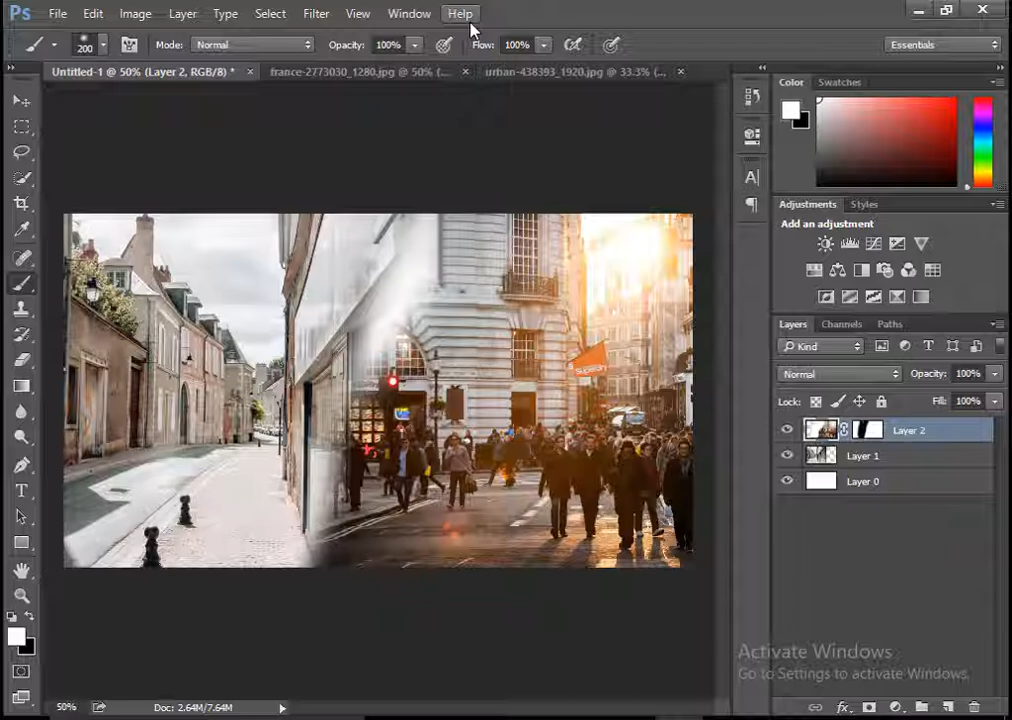 Ps File Edit Image Layer Type Select Filter View Window Help
200 Mode: Normal Opacity: 100% Flow: 100% Essentials
Untitled-1 @ 50% (Layer 2, RGB/8) * × france-2773030_1280.jpg @ 50% (... × urban-438393_1920.jpg @ 33.3% (... ×
Color Swatches
Adjustments Styles
Add an adjustment
Layers Channels Paths
Kind
Normal Opacity: 100%
Lock: Fill: 100%
Layer 2
Layer 1
Layer 0
Superdry
Activate Windows
Go to Settings to activate Windows.
50% Doc: 2.64M/7.64M